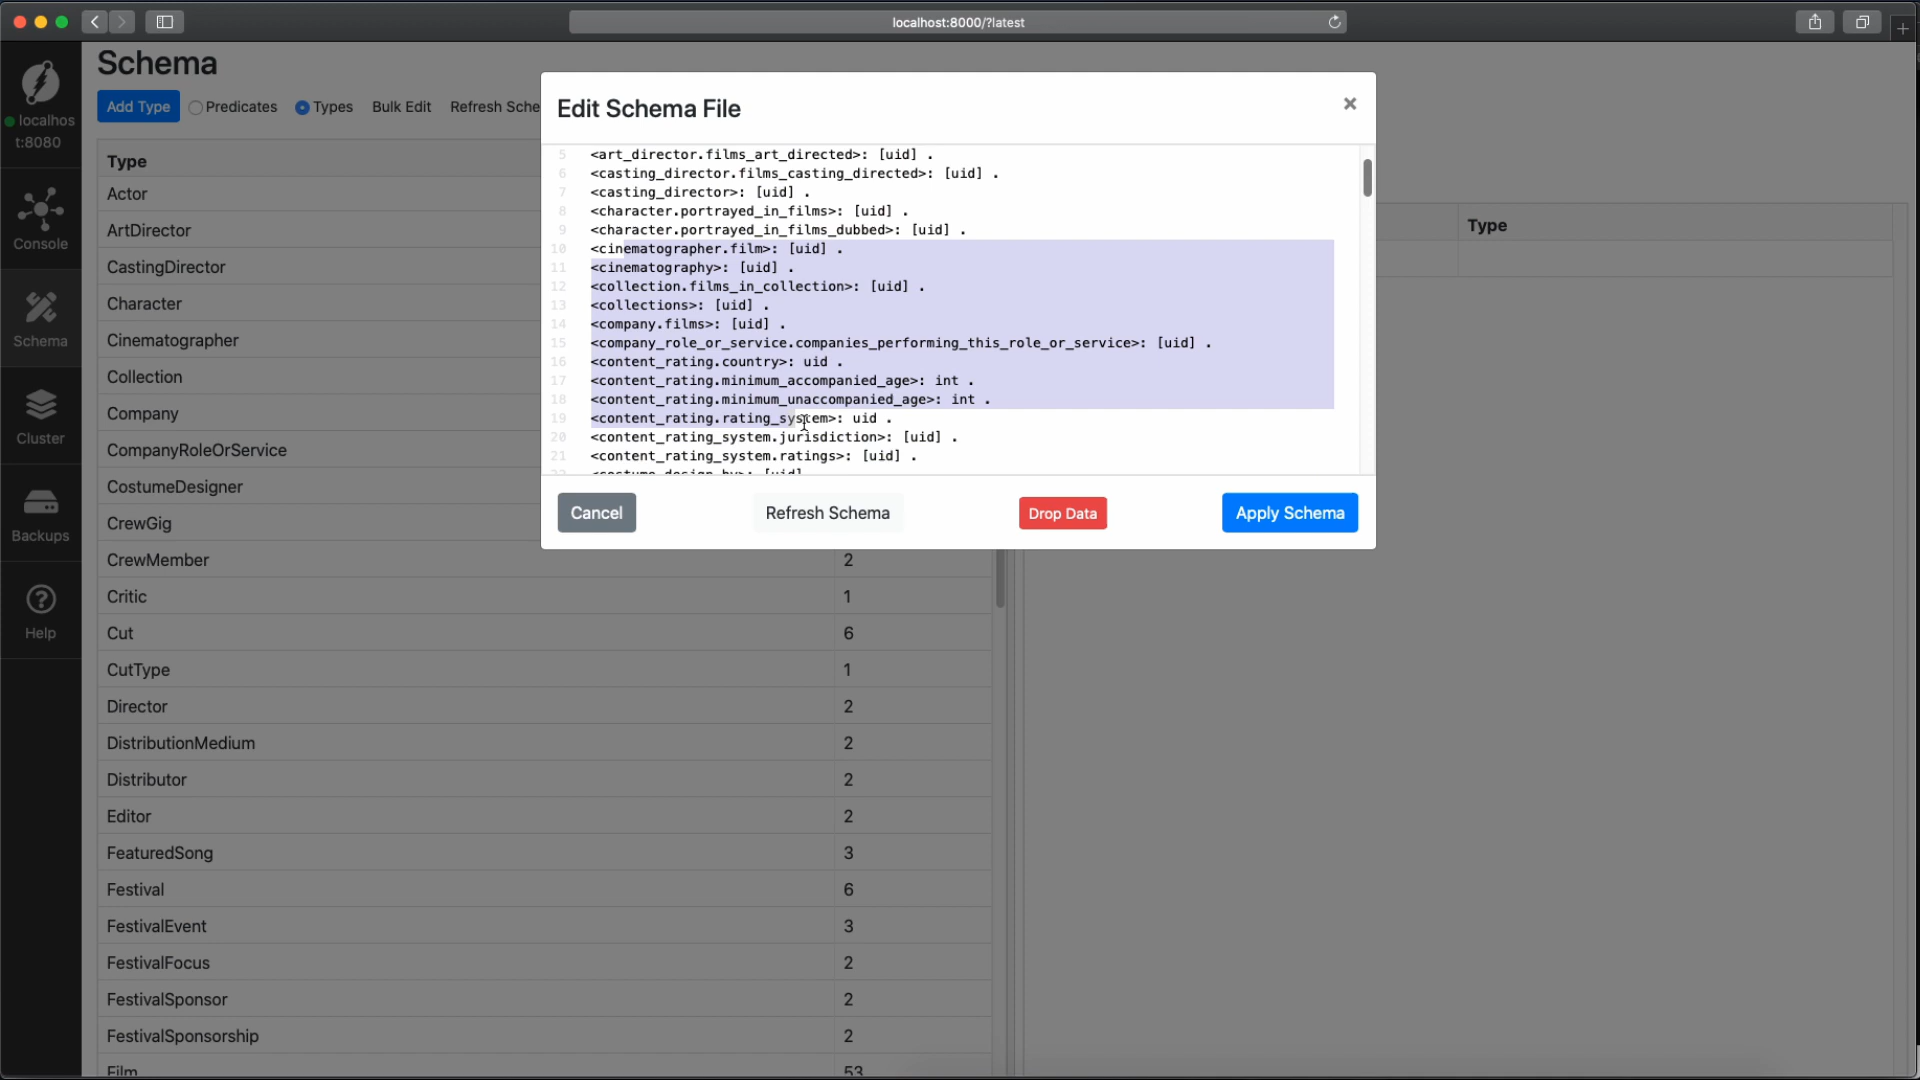 localhost:8000/?latest
Schema
localhos
t:8080
Add Type Predicates Types Bulk Edit Refresh Sche
Console
Schema
Cluster
Backups
Help
Type
Actor
ArtDirector
CastingDirector
Character
Cinematographer
Collection
Company
CompanyRoleOrService
CostumeDesigner
CrewGig
CrewMember 2
Critic 1
Cut 6
CutType 1
Director 2
DistributionMedium 2
Distributor 2
Editor 2
FeaturedSong 3
Festival 6
FestivalEvent 3
FestivalFocus 2
FestivalSponsor 2
FestivalSponsorship 2
Film 53
Edit Schema File ×
5 <art_director.films_art_directed>: [uid] .
6 <casting_director.films_casting_directed>: [uid] .
7 <casting_director>: [uid] .
8 <character.portrayed_in_films>: [uid] .
9 <character.portrayed_in_films_dubbed>: [uid] .
10 <cinematographer.film>: [uid] .
11 <cinematography>: [uid] .
12 <collection.films_in_collection>: [uid] .
13 <collections>: [uid] .
14 <company.films>: [uid] .
15 <company_role_or_service.companies_performing_this_role_or_service>: [uid] .
16 <content_rating.country>: uid .
17 <content_rating.minimum_accompanied_age>: int .
18 <content_rating.minimum_unaccompanied_age>: int .
19 <content_rating.rating_system>: uid .
20 <content_rating_system.jurisdiction>: [uid] .
21 <content_rating_system.ratings>: [uid] .
22 <costume_design_by>: [uid]
Cancel Refresh Schema Drop Data Apply Schema
Type